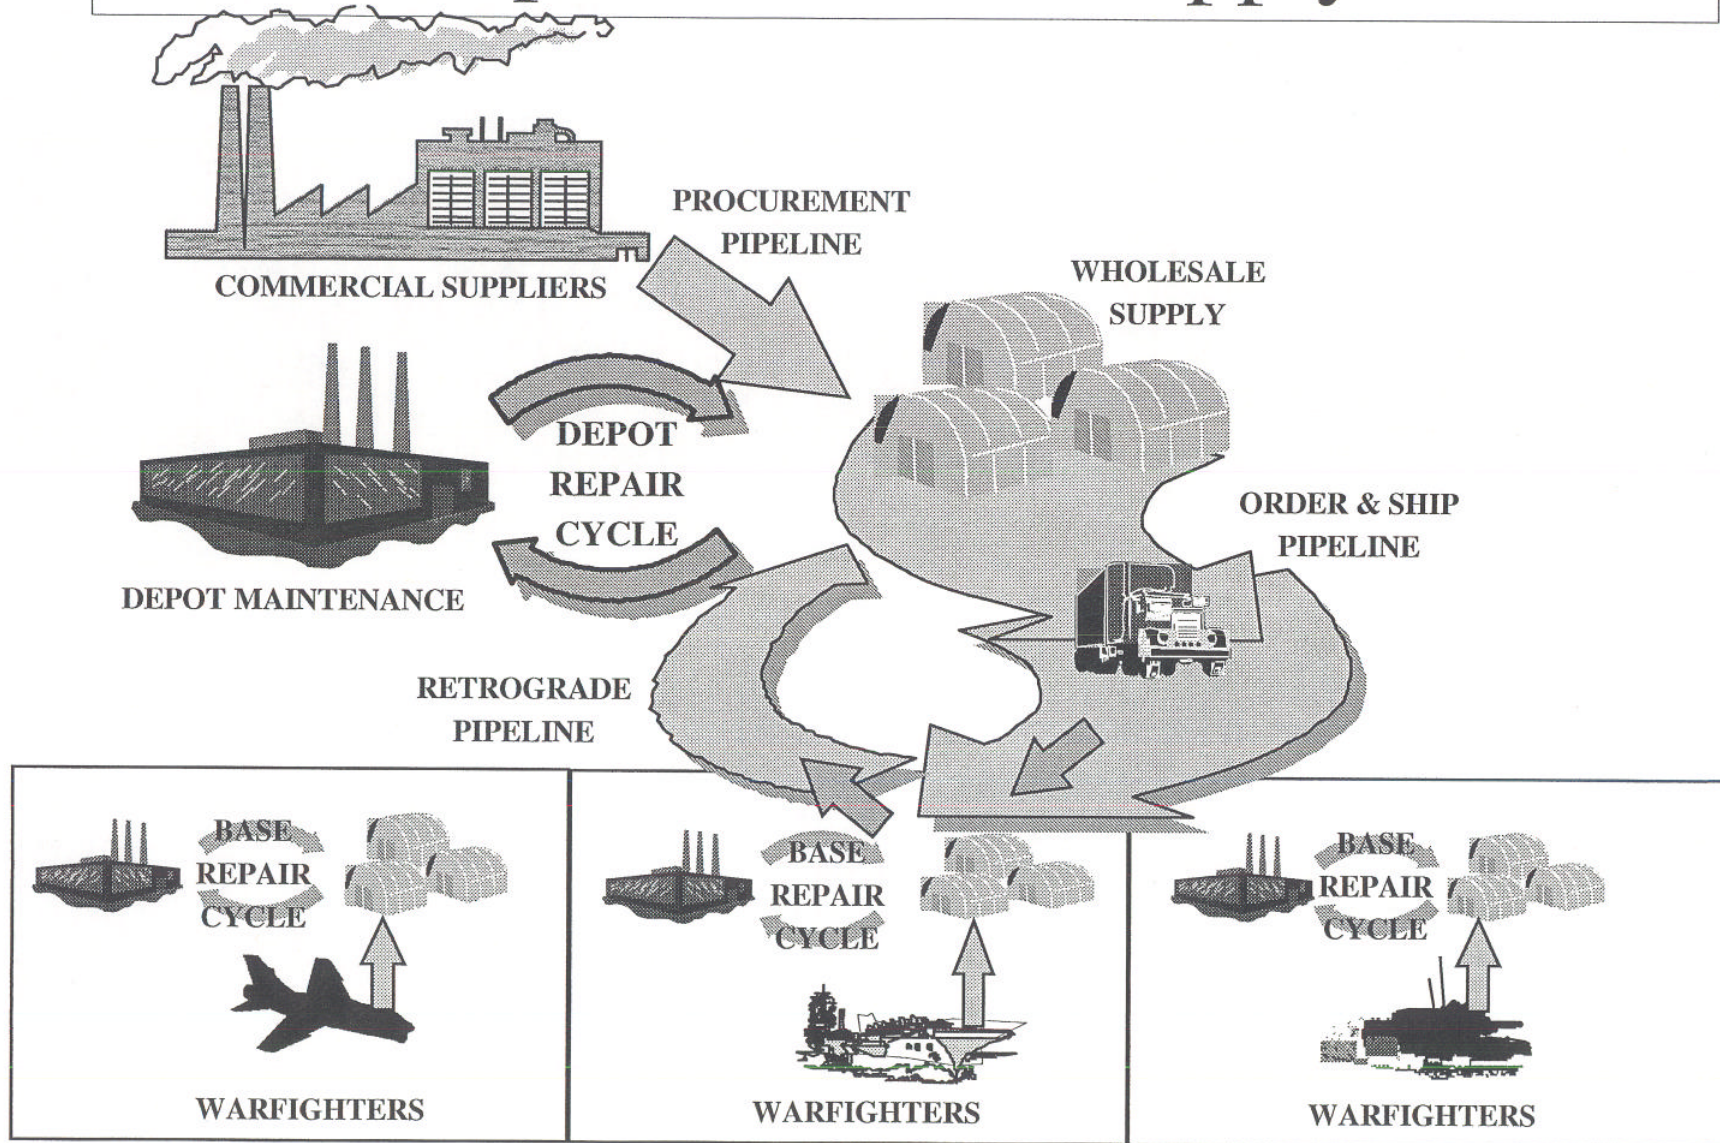 PROCUREMENT
PIPELINE
COMMERCIAL SUPPLIERS
WHOLESALE
SUPPLY
DEPOT
REPAIR
CYCLE
ORDER & SHIP
PIPELINE
DEPOT MAINTENANCE
RETROGRADE
PIPELINE
BASE
REPAIR
CYCLE
WARFIGHTERS
BASE
REPAIR
CYCLE
WARFIGHTERS
BASE
REPAIR
CYCLE
WARFIGHTERS